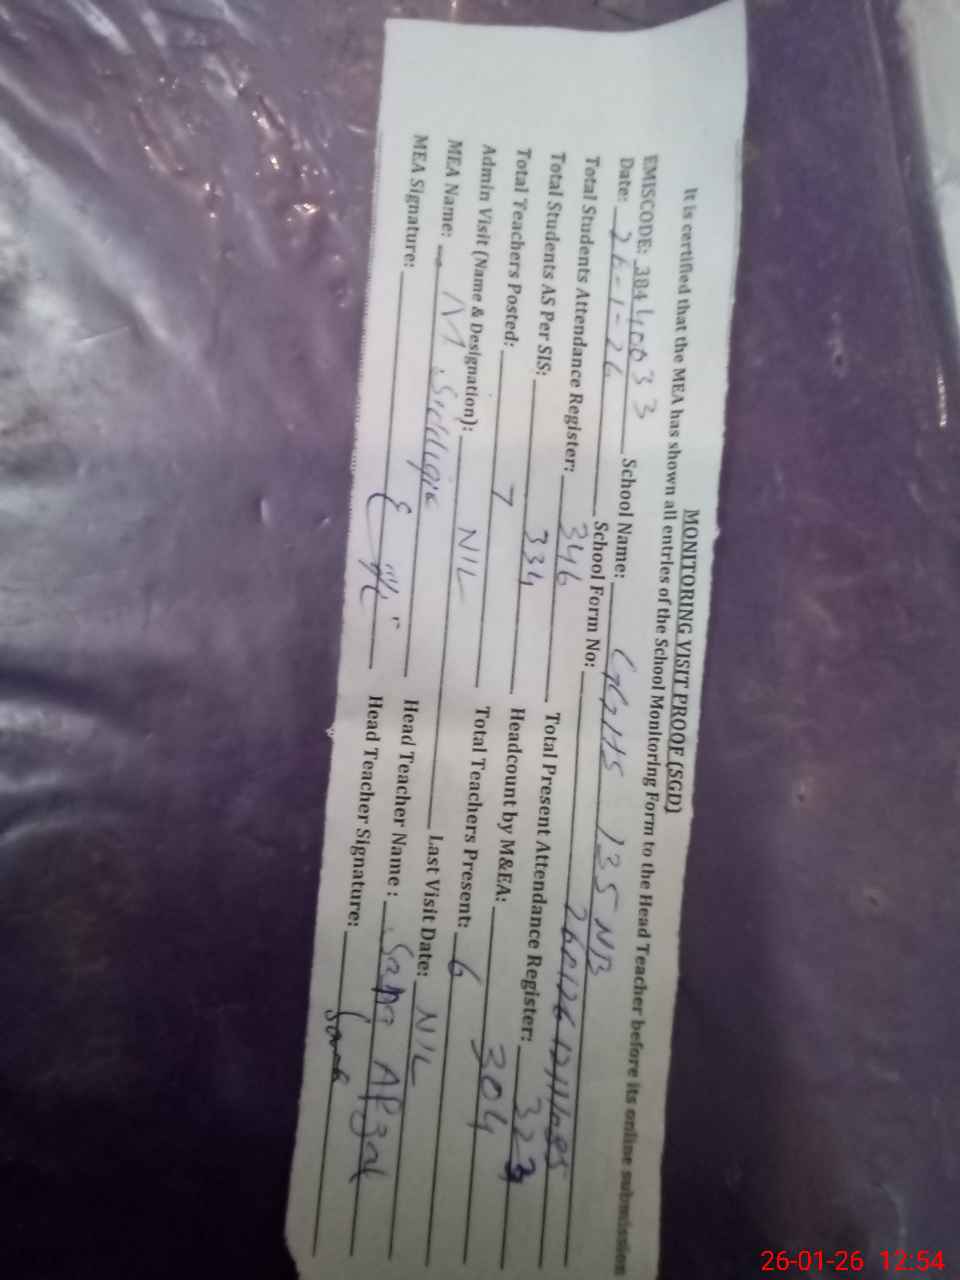 MONITORING VISIT PROOF (SGD)
It is certified that the MEA has shown all entries of the School Monitoring Form to the Head Teacher before its online submission
EMISCODE: 38440033 School Name: GGHS 135 NB
Date: 26-1-26 School Form No:
Total Students Attendance Register: 346 Total Present Attendance Register: 323
Total Students AS Per SIS: 334 Headcount by M&EA: 304
Total Teachers Posted: 7 Total Teachers Present: 6
Admin Visit (Name & Designation): NIL Last Visit Date: NIL
MEA Name: M. Siddique Head Teacher Name : Sana Afzal
MEA Signature: Head Teacher Signature: Sana
26-01-26 12:54